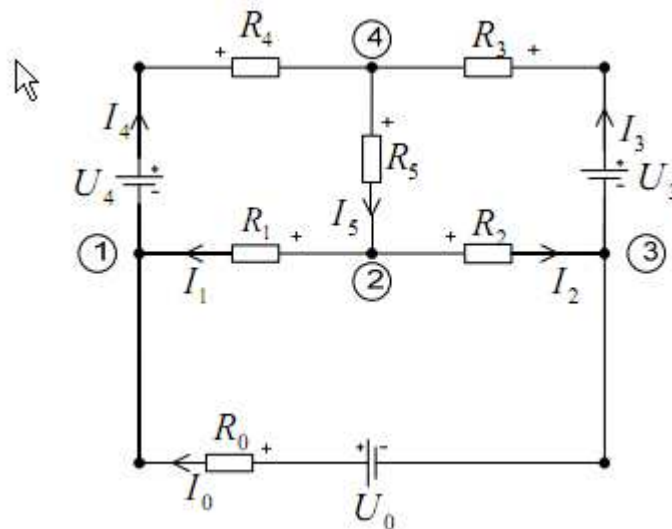 R4 4 R3
+ + +
I4 I3
U4 + - R5 + - U3
I5
1 R1 + + R2 3
I1 2 I2
R0 + + -
I0 U0